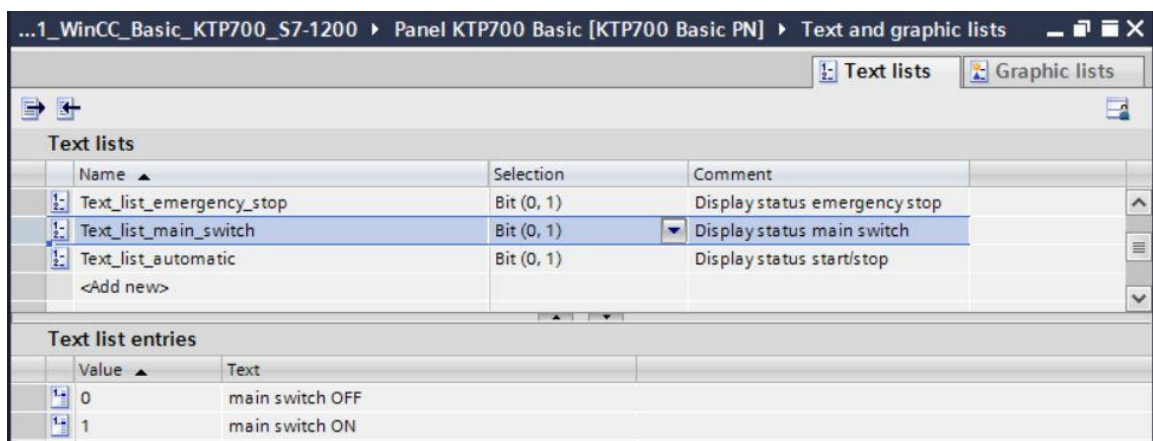 ...1_WinCC_Basic_KTP700_S7-1200 ▸ Panel KTP700 Basic [KTP700 Basic PN] ▸ Text and graphic lists
Text lists Graphic lists
Text lists
Name Selection Comment
Text_list_emergency_stop Bit (0, 1) Display status emergency stop
Text_list_main_switch Bit (0, 1) Display status main switch
Text_list_automatic Bit (0, 1) Display status start/stop
<Add new>
Text list entries
Value Text
0 main switch OFF
1 main switch ON